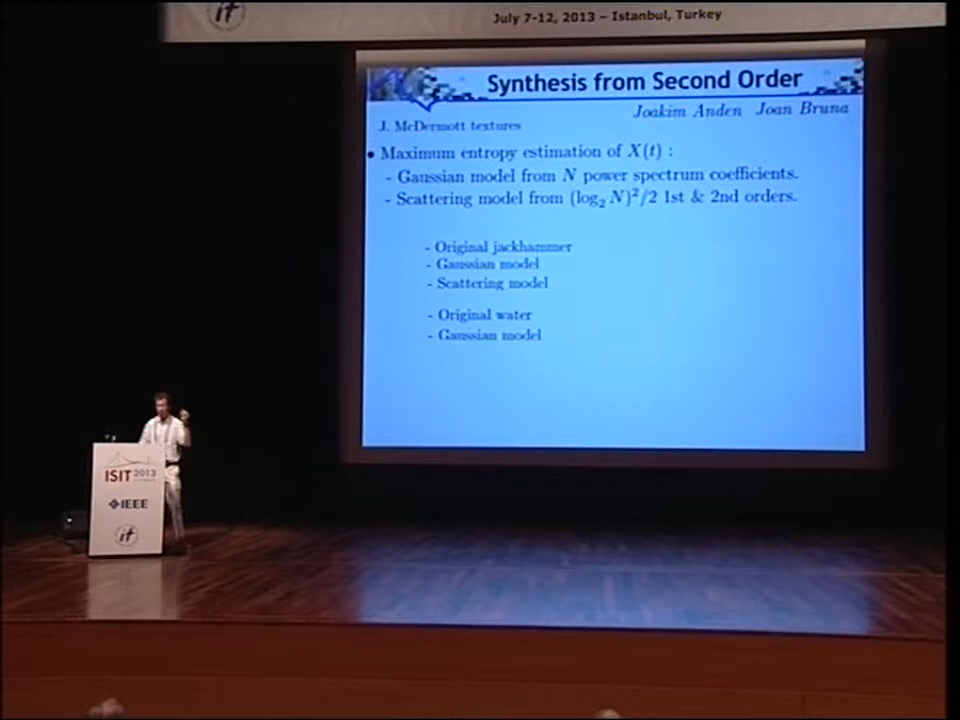 it
July 7-12, 2013 – Istanbul, Turkey
Synthesis from Second Order
Joakim Anden Joan Bruna
J. McDermott textures
• Maximum entropy estimation of X(t) :
- Gaussian model from N power spectrum coefficients.
- Scattering model from (log₂ N)²/2 1st & 2nd orders.
- Original jackhammer
- Gaussian model
- Scattering model
- Original water
- Gaussian model
ISIT 2013
IEEE
it